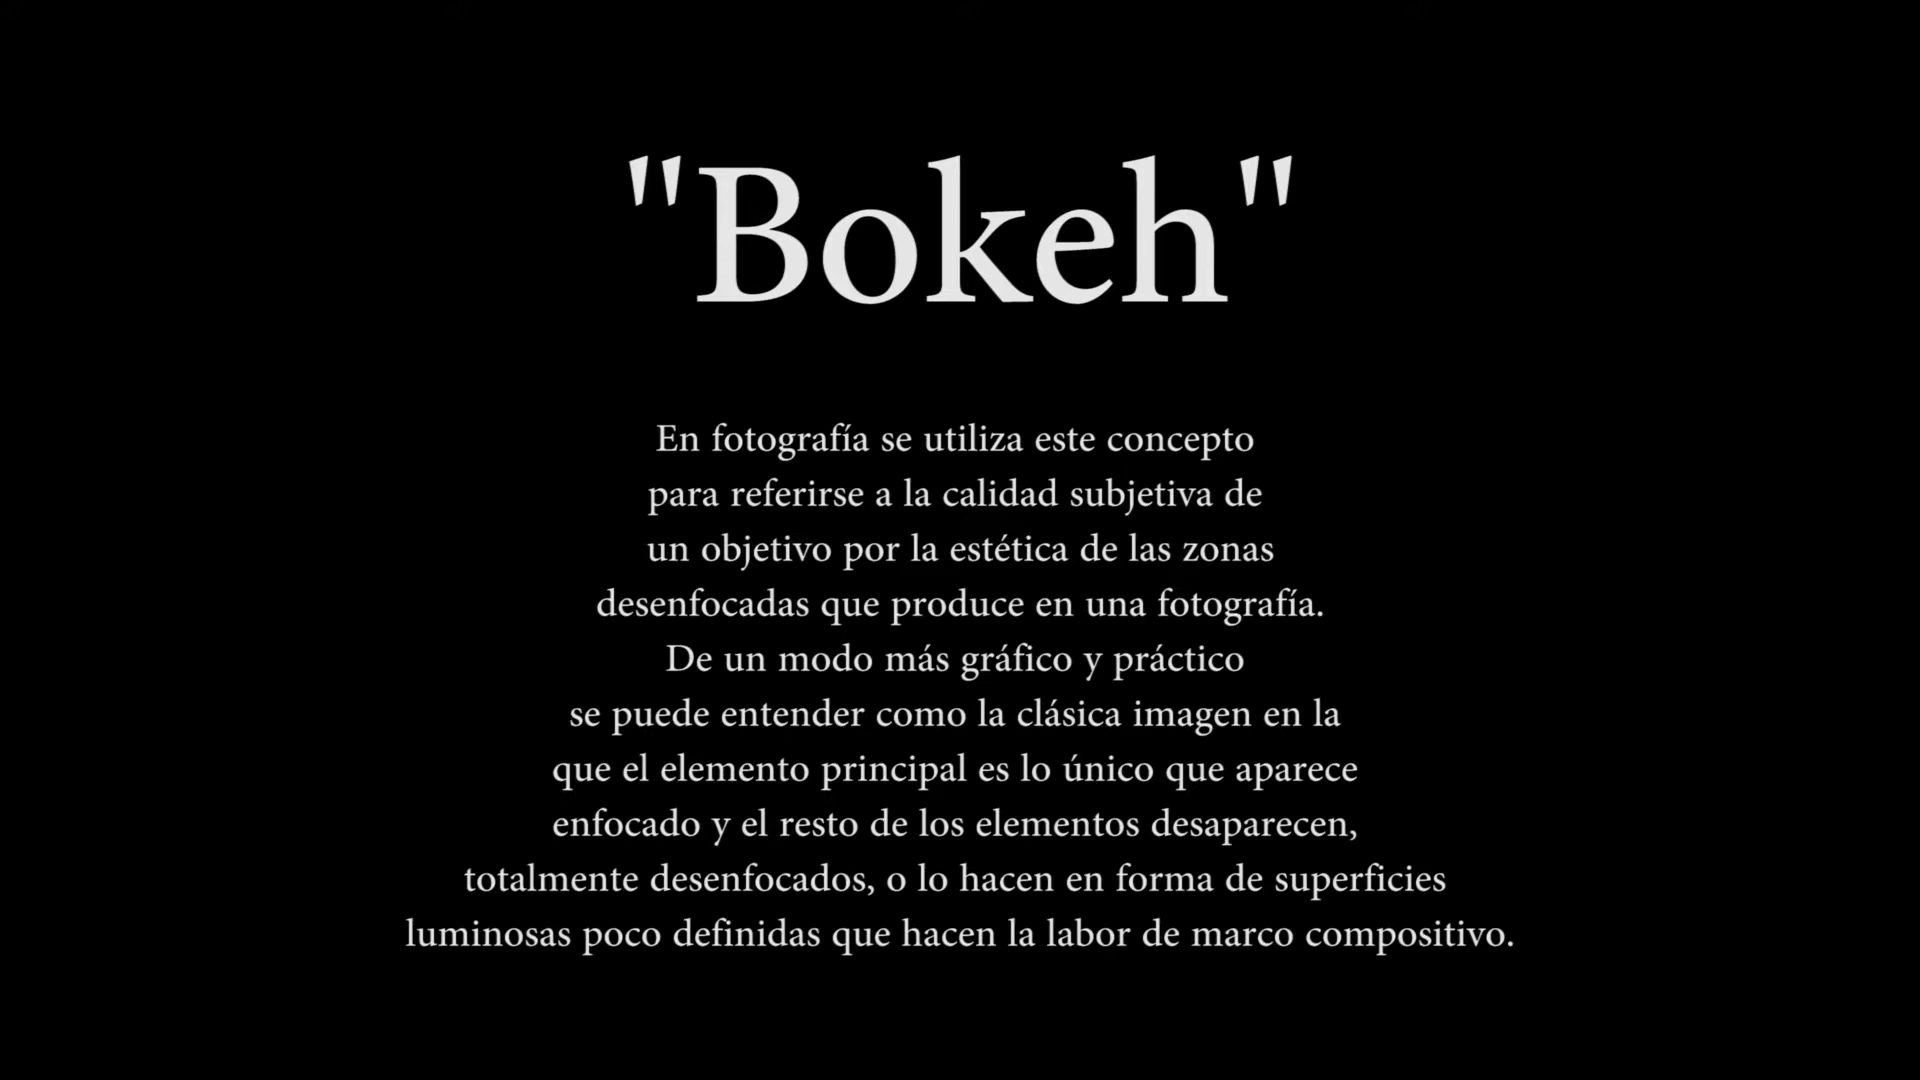 "Bokeh"
En fotografía se utiliza este concepto
para referirse a la calidad subjetiva de
un objetivo por la estética de las zonas
desenfocadas que produce en una fotografía.
De un modo más gráfico y práctico
se puede entender como la clásica imagen en la
que el elemento principal es lo único que aparece
enfocado y el resto de los elementos desaparecen,
totalmente desenfocados, o lo hacen en forma de superficies
luminosas poco definidas que hacen la labor de marco compositivo.